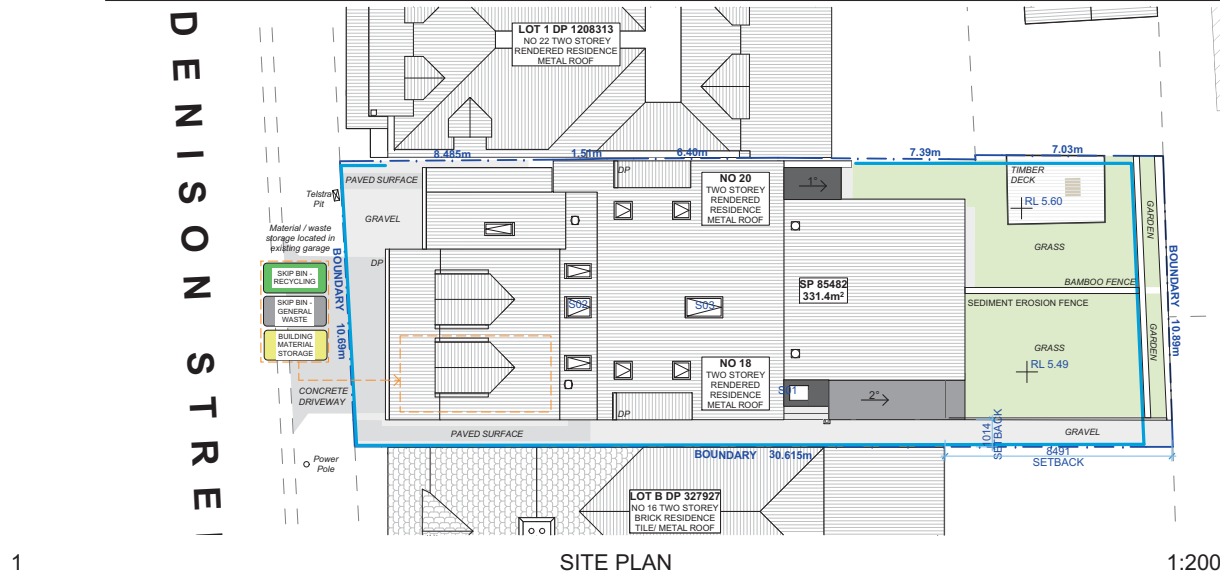 DENISON STRE
LOT 1 DP 1208313
NO 22 TWO STOREY
RENDERED RESIDENCE
METAL ROOF
8.485m
1.51m
6.40m
7.39m
7.03m
PAVED SURFACE
Telstra
Pit
GRAVEL
Material / waste
storage located in
existing garage
DP
SKIP BIN -
RECYCLING
SKIP BIN -
GENERAL
WASTE
BUILDING
MATERIAL
STORAGE
BOUNDARY 10.69m
CONCRETE
DRIVEWAY
PAVED SURFACE
Power
Pole
DP
NO 20
TWO STOREY
RENDERED
RESIDENCE
METAL ROOF
1°
S02
S03
SP 85482
331.4m²
NO 18
TWO STOREY
RENDERED
RESIDENCE
METAL ROOF
DP
S01
2°
TIMBER
DECK
RL 5.60
GRASS
GARDEN
BAMBOO FENCE
SEDIMENT EROSION FENCE
GRASS
RL 5.49
GARDEN
BOUNDARY 10.89m
GRAVEL
1014
SETBACK
8491
SETBACK
BOUNDARY 30.615m
LOT B DP 327927
NO 16 TWO STOREY
BRICK RESIDENCE
TILE/ METAL ROOF
1
SITE PLAN
1:200